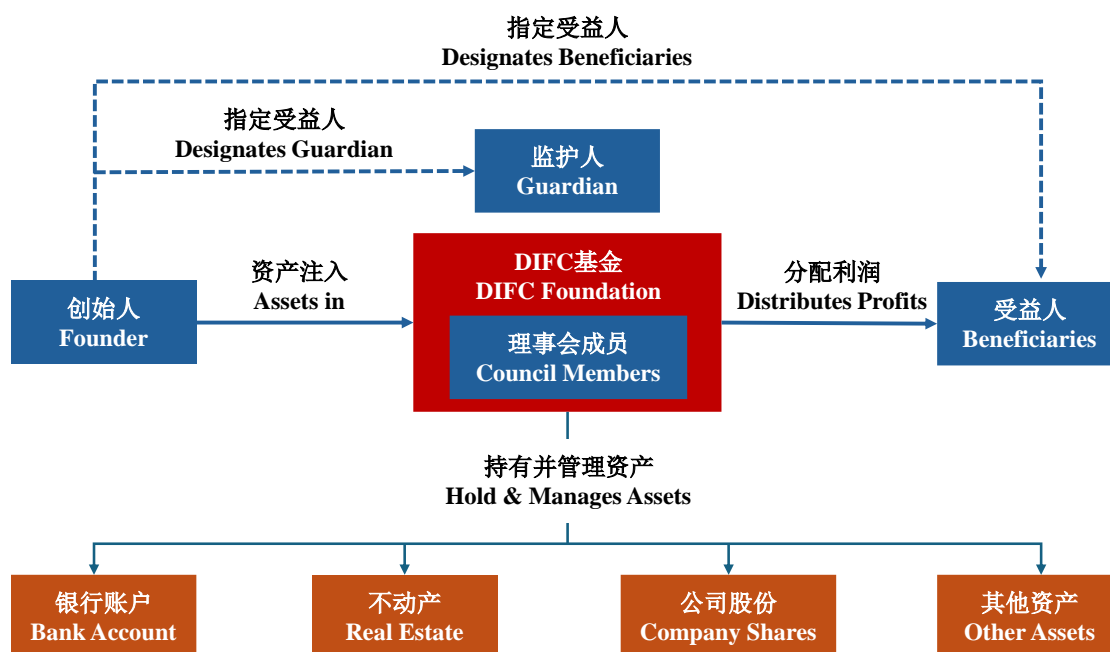 指定受益人
Designates Beneficiaries
指定受益人
Designates Guardian
监护人
Guardian
DIFC基金
DIFC Foundation
资产注入
Assets in
分配利润
Distributes Profits
创始人
Founder
理事会成员
Council Members
受益人
Beneficiaries
持有并管理资产
Hold & Manages Assets
银行账户
Bank Account
不动产
Real Estate
公司股份
Company Shares
其他资产
Other Assets